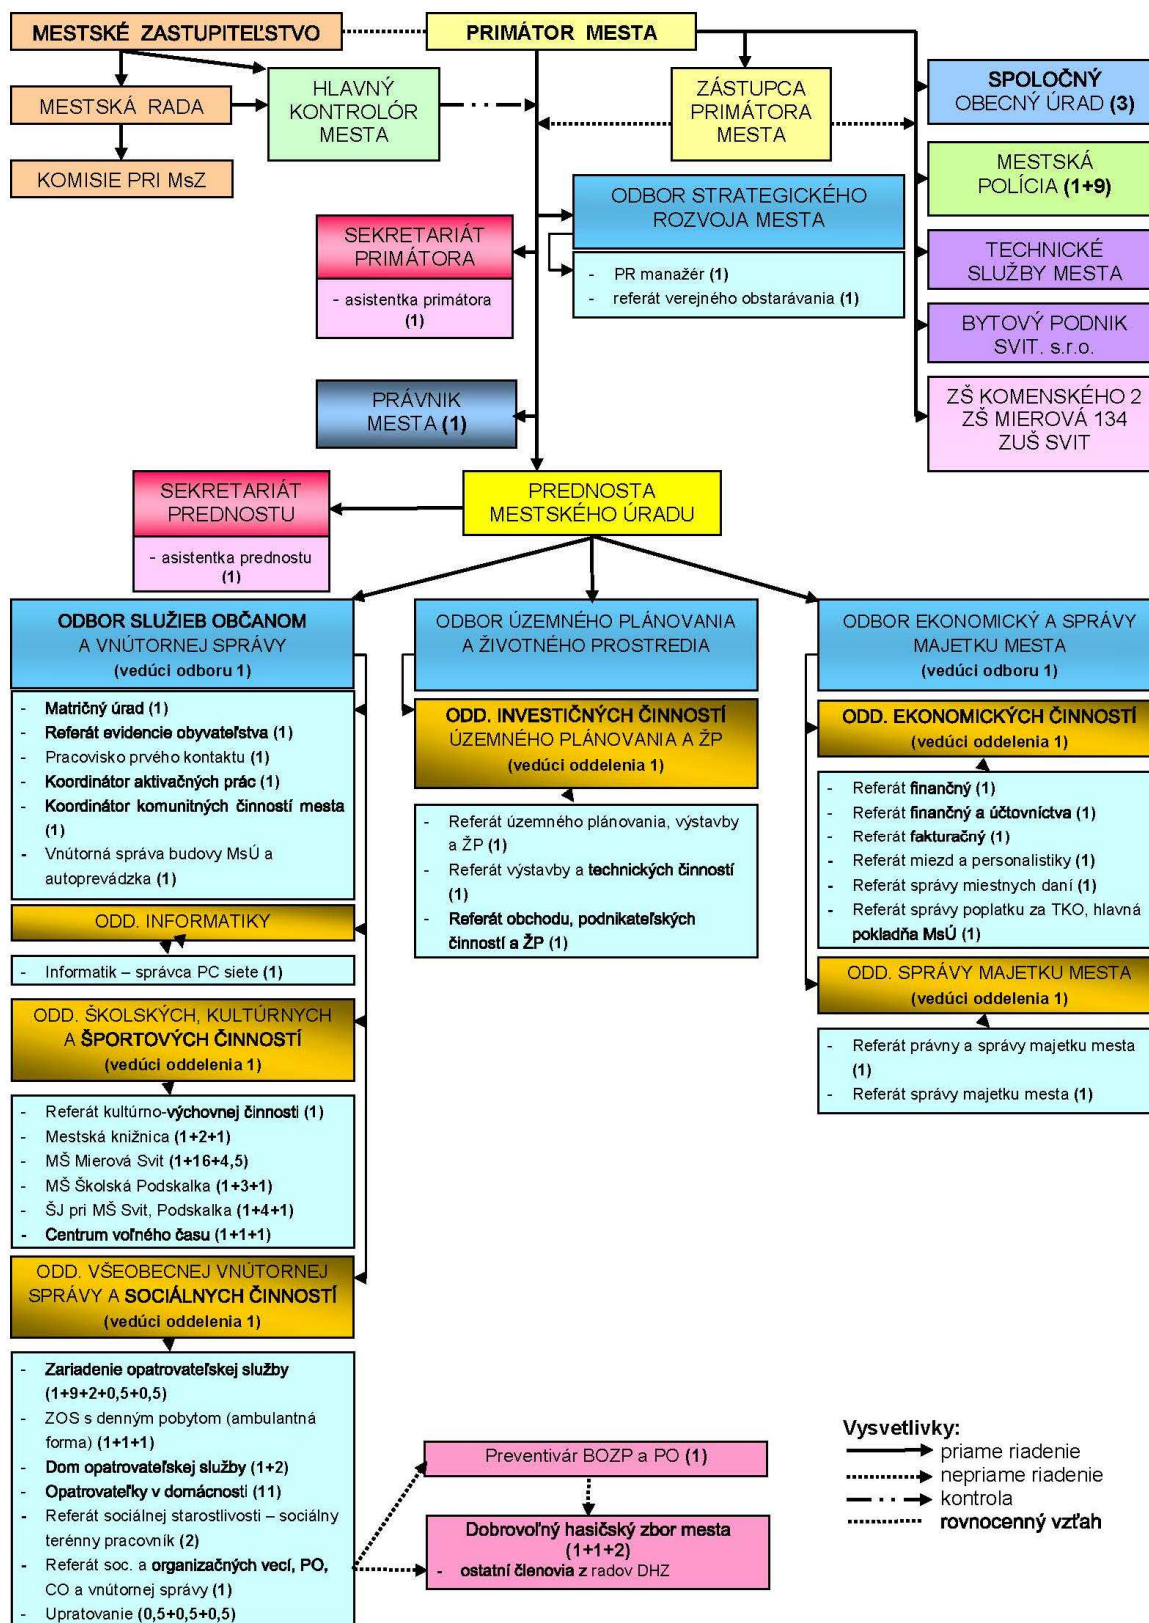 MESTSKÉ ZASTUPITEĽSTVO
PRIMÁTOR MESTA
MESTSKÁ RADA
HLAVNÝ
KONTROLÓR
MESTA
KOMISIE PRI MsZ
ZÁSTUPCA
PRIMÁTORA
MESTA
SPOLOČNÝ
OBECNÝ ÚRAD (3)
MESTSKÁ
POLÍCIA (1+9)
TECHNICKÉ
SLUŽBY MESTA
BYTOVÝ PODNIK
SVIT. s.r.o.
ZŠ KOMENSKÉHO 2
ZŠ MIEROVÁ 134
ZUŠ SVIT
ODBOR STRATEGICKÉHO
ROZVOJA MESTA
- PR manažér (1)
- referát verejného obstarávania (1)
SEKRETARIÁT
PRIMÁTORA
- asistentka primátora
(1)
PRÁVNIK
MESTA (1)
PREDNOSTA
MESTSKÉHO ÚRADU
SEKRETARIÁT
PREDNOSTU
- asistentka prednostu
(1)
ODBOR SLUŽIEB OBČANOM
A VNÚTORNEJ SPRÁVY
(vedúci odboru 1)
- Matričný úrad (1)
- Referát evidencie obyvateľstva (1)
- Pracovisko prvého kontaktu (1)
- Koordinátor aktivačných prác (1)
- Koordinátor komunitných činností mesta
(1)
- Vnútorná správa budovy MsÚ a
autoprevádzka (1)
ODD. INFORMATIKY
- Informatik – správca PC siete (1)
ODD. ŠKOLSKÝCH, KULTÚRNYCH
A ŠPORTOVÝCH ČINNOSTÍ
(vedúci oddelenia 1)
- Referát kultúrno-výchovnej činnosti (1)
- Mestská knižnica (1+2+1)
- MŠ Mierová Svit (1+16+4,5)
- MŠ Školská Podskalka (1+3+1)
- ŠJ pri MŠ Svit, Podskalka (1+4+1)
- Centrum voľného času (1+1+1)
ODD. VŠEOBECNEJ VNÚTORNEJ
SPRÁVY A SOCIÁLNYCH ČINNOSTÍ
(vedúci oddelenia 1)
- Zariadenie opatrovateľskej služby
(1+9+2+0,5+0,5)
- ZOS s denným pobytom (ambulantná
forma) (1+1+1)
- Dom opatrovateľskej služby (1+2)
- Opatrovateľky v domácnosti (11)
- Referát sociálnej starostlivosti – sociálny
terénny pracovník (2)
- Referát soc. a organizačných vecí, PO,
CO a vnútornej správy (1)
- Upratovanie (0,5+0,5+0,5)
ODBOR ÚZEMNÉHO PLÁNOVANIA
A ŽIVOTNÉHO PROSTREDIA
ODD. INVESTIČNÝCH ČINNOSTÍ
ÚZEMNÉHO PLÁNOVANIA A ŽP
(vedúci oddelenia 1)
- Referát územného plánovania, výstavby
a ŽP (1)
- Referát výstavby a technických činností
(1)
- Referát obchodu, podnikateľských
činností a ŽP (1)
ODBOR EKONOMICKÝ A SPRÁVY
MAJETKU MESTA
(vedúci odboru 1)
ODD. EKONOMICKÝCH ČINNOSTÍ
(vedúci oddelenia 1)
- Referát finančný (1)
- Referát finančný a účtovníctva (1)
- Referát fakturačný (1)
- Referát miezd a personalistiky (1)
- Referát správy miestnych daní (1)
- Referát správy poplatku za TKO, hlavná
pokladňa MsÚ (1)
ODD. SPRÁVY MAJETKU MESTA
(vedúci oddelenia 1)
- Referát právny a správy majetku mesta
(1)
- Referát správy majetku mesta (1)
Preventivár BOZP a PO (1)
Dobrovoľný hasičský zbor mesta
(1+1+2)
- ostatní členovia z radov DHZ
Vysvetlivky:
priame riadenie
nepriame riadenie
kontrola
rovnocenný vzťah